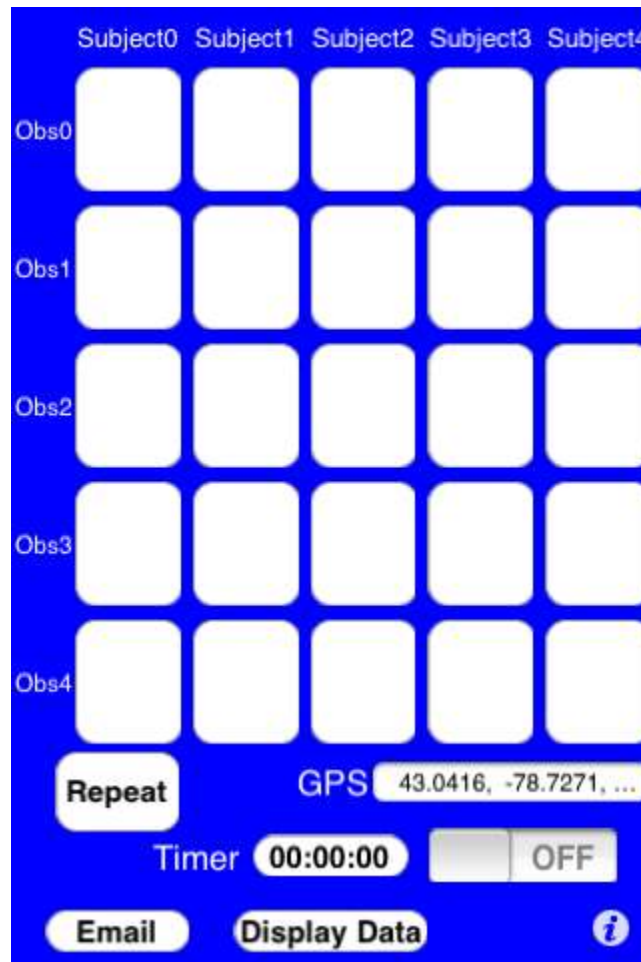 Subject0 Subject1 Subject2 Subject3 Subject4
Obs0
Obs1
Obs2
Obs3
Obs4
Repeat GPS 43.0416, -78.7271, ...
Timer 00:00:00 OFF
Email Display Data i